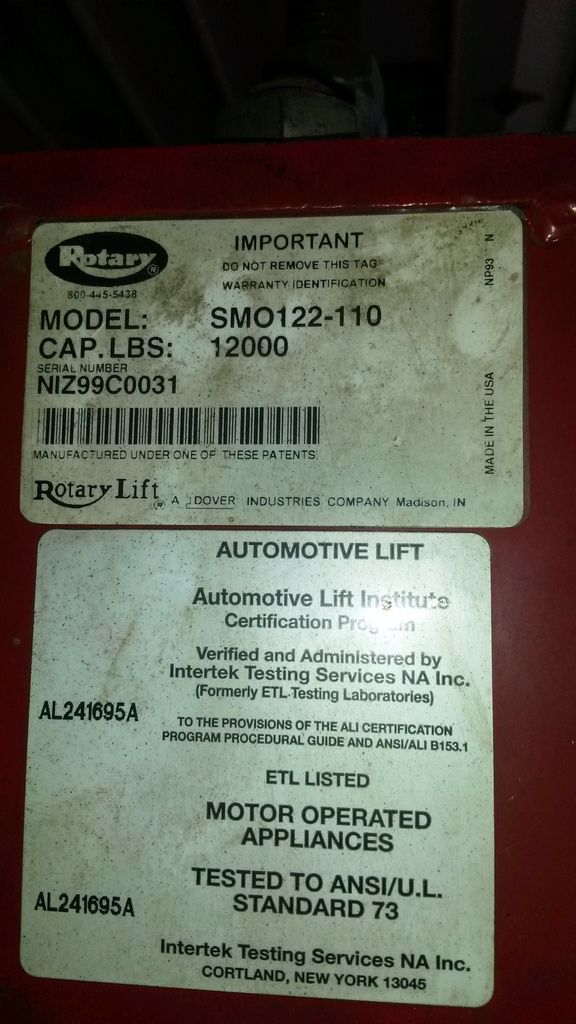 Rotary®
IMPORTANT
DO NOT REMOVE THIS TAG
WARRANTY IDENTIFICATION
800-445-5438
NP93 N
MODEL: SMO122-110
CAP. LBS: 12000
SERIAL NUMBER
NIZ99C0031
MANUFACTURED UNDER ONE OF THESE PATENTS:
MADE IN THE USA
Rotary Lift® A DOVER INDUSTRIES COMPANY Madison, IN
AUTOMOTIVE LIFT
Automotive Lift Institute
Certification Program
Verified and Administered by
Intertek Testing Services NA Inc.
(Formerly ETL Testing Laboratories)
AL241695A
TO THE PROVISIONS OF THE ALI CERTIFICATION
PROGRAM PROCEDURAL GUIDE AND ANSI/ALI B153.1
ETL LISTED
MOTOR OPERATED
APPLIANCES
TESTED TO ANSI/U.L.
STANDARD 73
AL241695A
Intertek Testing Services NA Inc.
CORTLAND, NEW YORK 13045